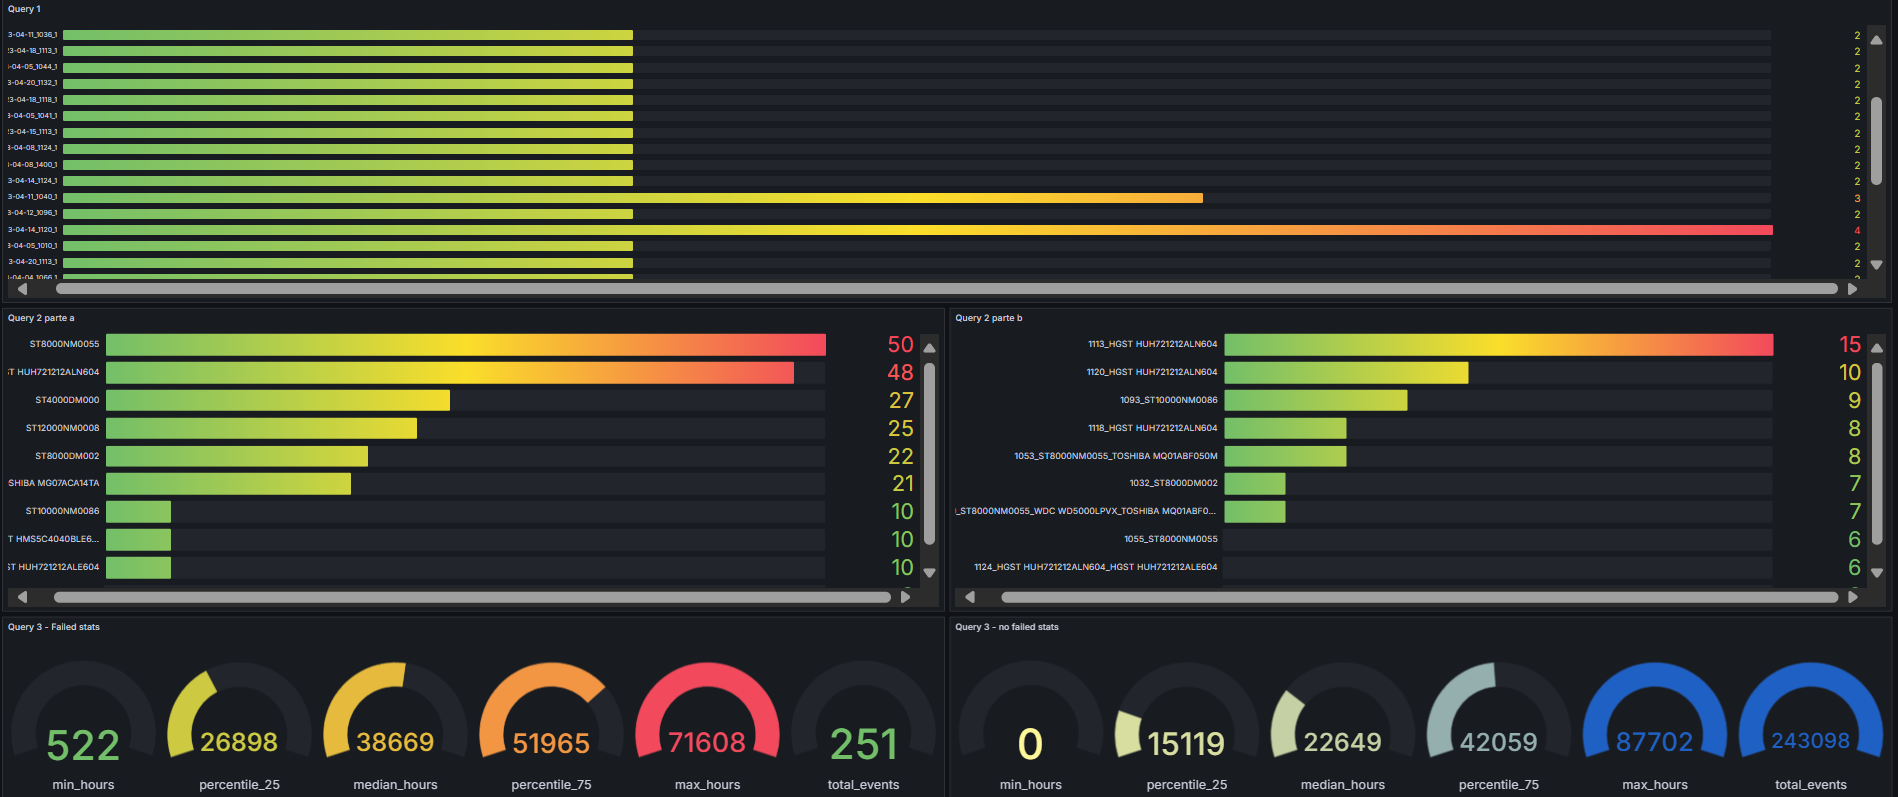 Query 1
3-04-11_1036_1 2
3-04-18_1113_1 2
-04-05_1044_1 2
3-04-20_1132_1 2
3-04-18_1118_1 2
3-04-05_1041_1 2
3-04-15_1113_1 2
3-04-08_1124_1 2
-04-08_1400_1 2
3-04-14_1124_1 2
3-04-11_1040_1 3
3-04-12_1096_1 2
3-04-14_1120_1 4
3-04-05_1010_1 2
3-04-20_1113_1 2
-04-04_1066_1 2
Query 2 parte a
ST8000NM0055 50
T HUH721212ALN604 48
ST4000DM000 27
ST12000NM0008 25
ST8000DM002 22
SHIBA MG07ACA14TA 21
ST10000NM0086 10
T HMS5C4040BLE6... 10
ST HUH721212ALE604 10
Query 2 parte b
1113_HGST HUH721212ALN604 15
1120_HGST HUH721212ALN604 10
1093_ST10000NM0086 9
1118_HGST HUH721212ALN604 8
1053_ST8000NM0055_TOSHIBA MQ01ABF050M 8
1032_ST8000DM002 7
_ST8000NM0055_WDC WD5000LPVX_TOSHIBA MQ01ABF0... 7
1055_ST8000NM0055 6
1124_HGST HUH721212ALN604_HGST HUH721212ALE604 6
Query 3 - Failed stats
522 26898 38669 51965 71608 251
min_hours percentile_25 median_hours percentile_75 max_hours total_events
Query 3 - no failed stats
0 15119 22649 42059 87702 243098
min_hours percentile_25 median_hours percentile_75 max_hours total_events